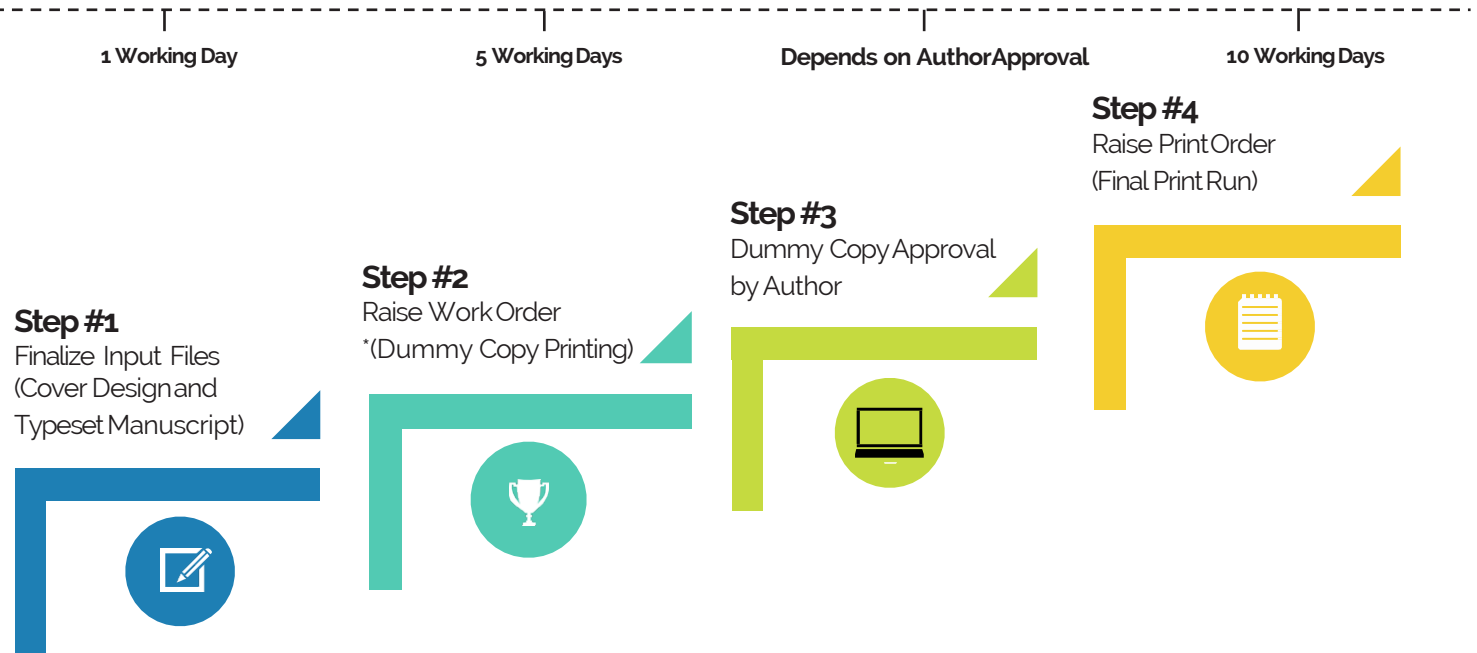 1 Working Day
5 Working Days
Depends on Author Approval
10 Working Days
Step #1
Finalize Input Files
(Cover Design and
Typeset Manuscript)
Step #2
Raise Work Order
*(Dummy Copy Printing)
Step #3
Dummy Copy Approval
by Author
Step #4
Raise Print Order
(Final Print Run)